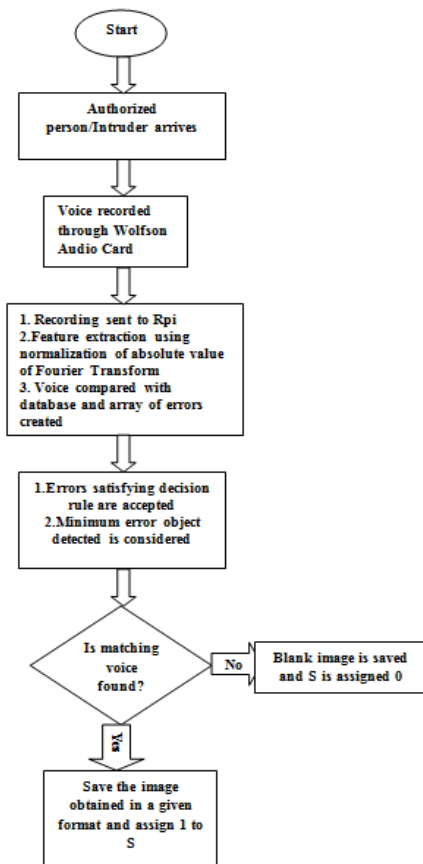 Start
Authorized
person/Intruder arrives
Voice recorded
through Wolfson
Audio Card
1. Recording sent to Rpi
2.Feature extraction using
normalization of absolute value
of Fourier Transform
3. Voice compared with
database and array of errors
created
1.Errors satisfying decision
rule are accepted
2.Minimum error object
detected is considered
Is matching
voice
found?
No
Blank image is saved
and S is assigned 0
Yes
Save the image
obtained in a given
format and assign 1 to
S